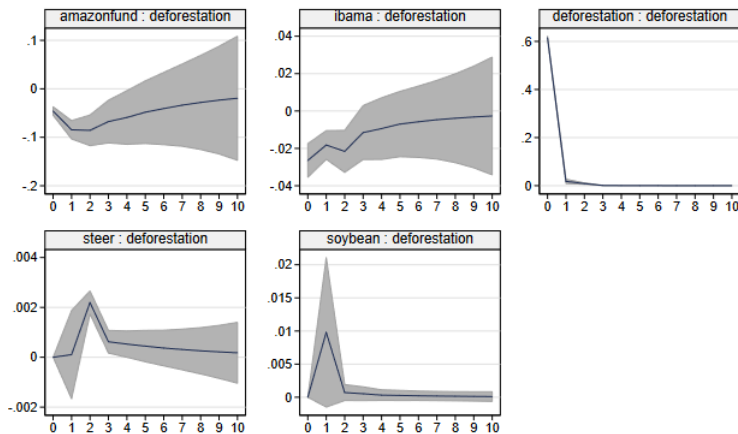 amazonfund : deforestation
ibama : deforestation
deforestation : deforestation
.1
0
-.1
-.2
0 1 2 3 4 5 6 7 8 9 10
.04
.02
0
-.02
-.04
0 1 2 3 4 5 6 7 8 9 10
.6
.4
.2
0
0 1 2 3 4 5 6 7 8 9 10
steer : deforestation
soybean : deforestation
.004
.002
0
-.002
0 1 2 3 4 5 6 7 8 9 10
.02
.015
.01
.005
0
0 1 2 3 4 5 6 7 8 9 10